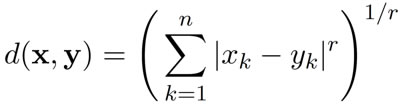 d(𝐱, 𝐲) = ( ∑_{k=1}^{n} |x_k − y_k|^r )^{1/r}